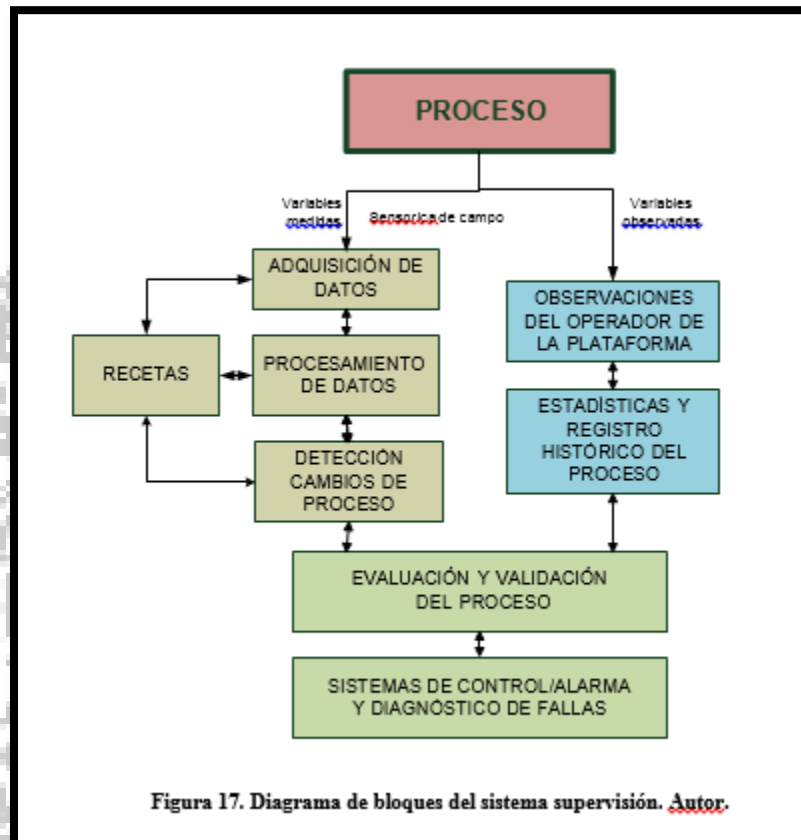 PROCESO
Variables
medidas
Sensorica de campo
Variables
observadas
ADQUISICIÓN DE
DATOS
OBSERVACIONES
DEL OPERADOR DE
LA PLATAFORMA
RECETAS
PROCESAMIENTO
DE DATOS
ESTADÍSTICAS Y
REGISTRO
HISTÓRICO DEL
PROCESO
DETECCIÓN
CAMBIOS DE
PROCESO
EVALUACIÓN Y VALIDACIÓN
DEL PROCESO
SISTEMAS DE CONTROL/ALARMA
Y DIAGNÓSTICO DE FALLAS
Figura 17. Diagrama de bloques del sistema supervisión. Autor.